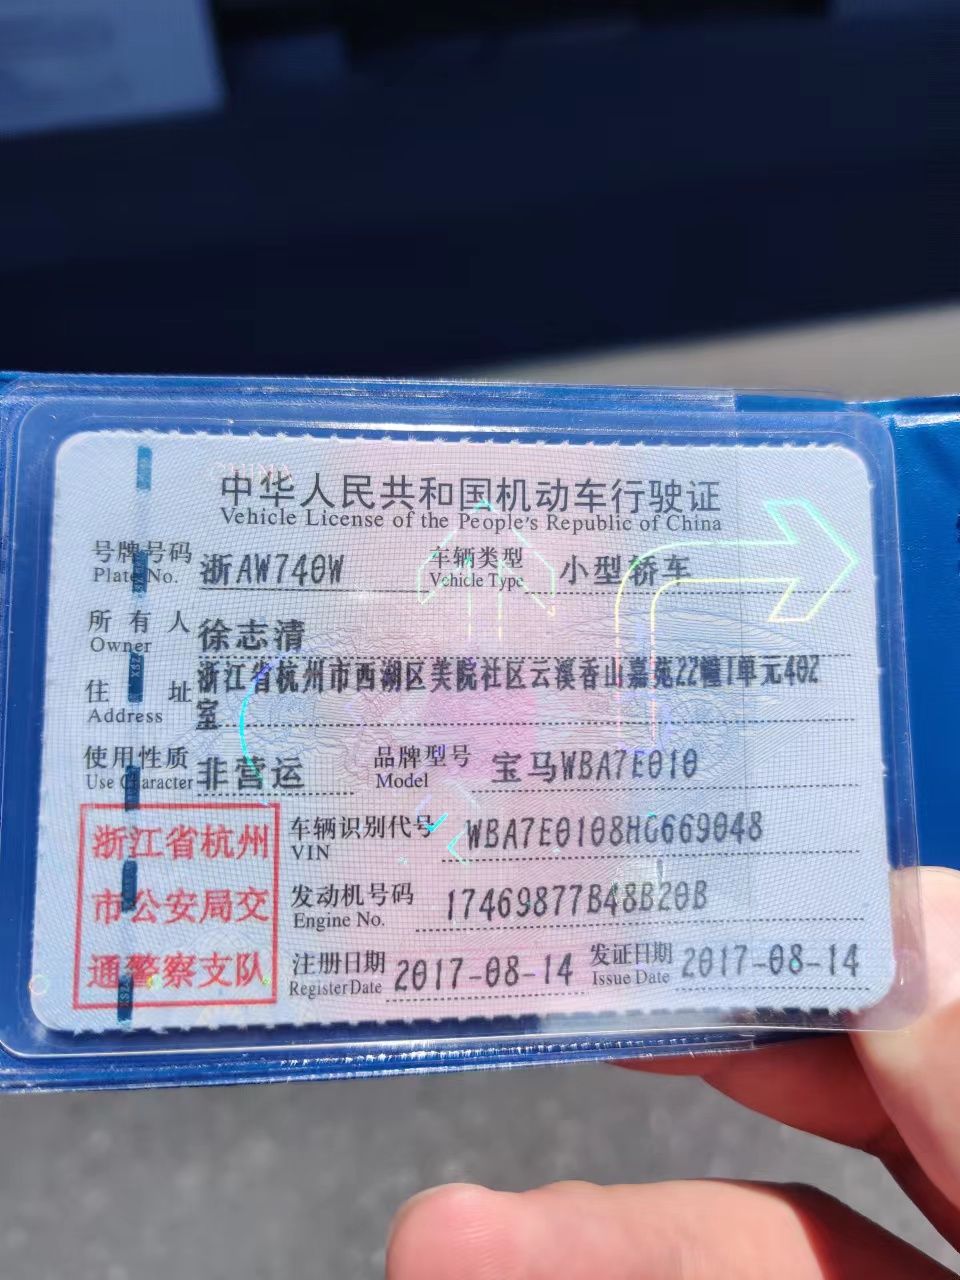 中华人民共和国机动车行驶证
Vehicle License of the People's Republic of China
号牌号码 浙AW740W 车辆类型 小型轿车
Plate No. Vehicle Type
所有人 徐志清
Owner
住址 浙江省杭州市西湖区芙院社区云溪香山嘉苑22幢1单元402
Address 室
使用性质 非营运 品牌型号 宝马WBA7E010
Use Character Model
浙江省杭州
市公安局交
通警察支队
车辆识别代号 WBA7E0108HG669048
VIN
发动机号码 17469877B48B20B
Engine No.
注册日期 2017-08-14 发证日期 2017-08-14
Register Date Issue Date